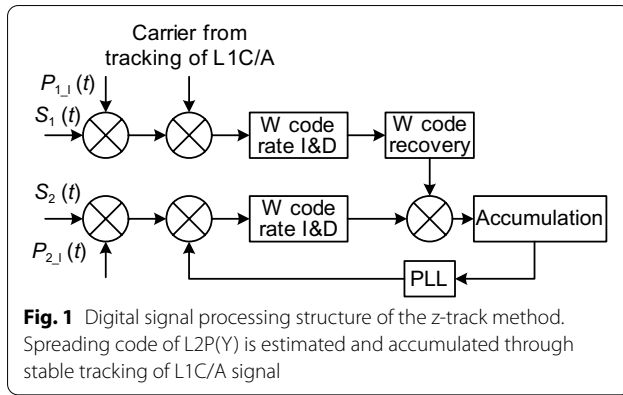 Carrier from
tracking of L1C/A
P1_I (t)
S1 (t)
W code
rate I&D
W code
recovery
S2 (t)
W code
rate I&D
Accumulation
P2_I (t)
PLL
Fig. 1 Digital signal processing structure of the z-track method.
Spreading code of L2P(Y) is estimated and accumulated through
stable tracking of L1C/A signal